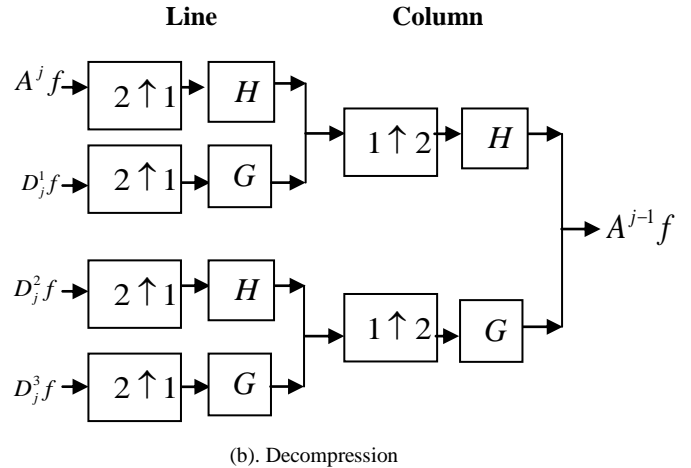 Line Column
A^j f 2 ↑ 1 H
1 ↑ 2 H
D_j^1 f 2 ↑ 1 G
A^{j−1} f
D_j^2 f 2 ↑ 1 H
1 ↑ 2 G
D_j^3 f 2 ↑ 1 G
(b). Decompression